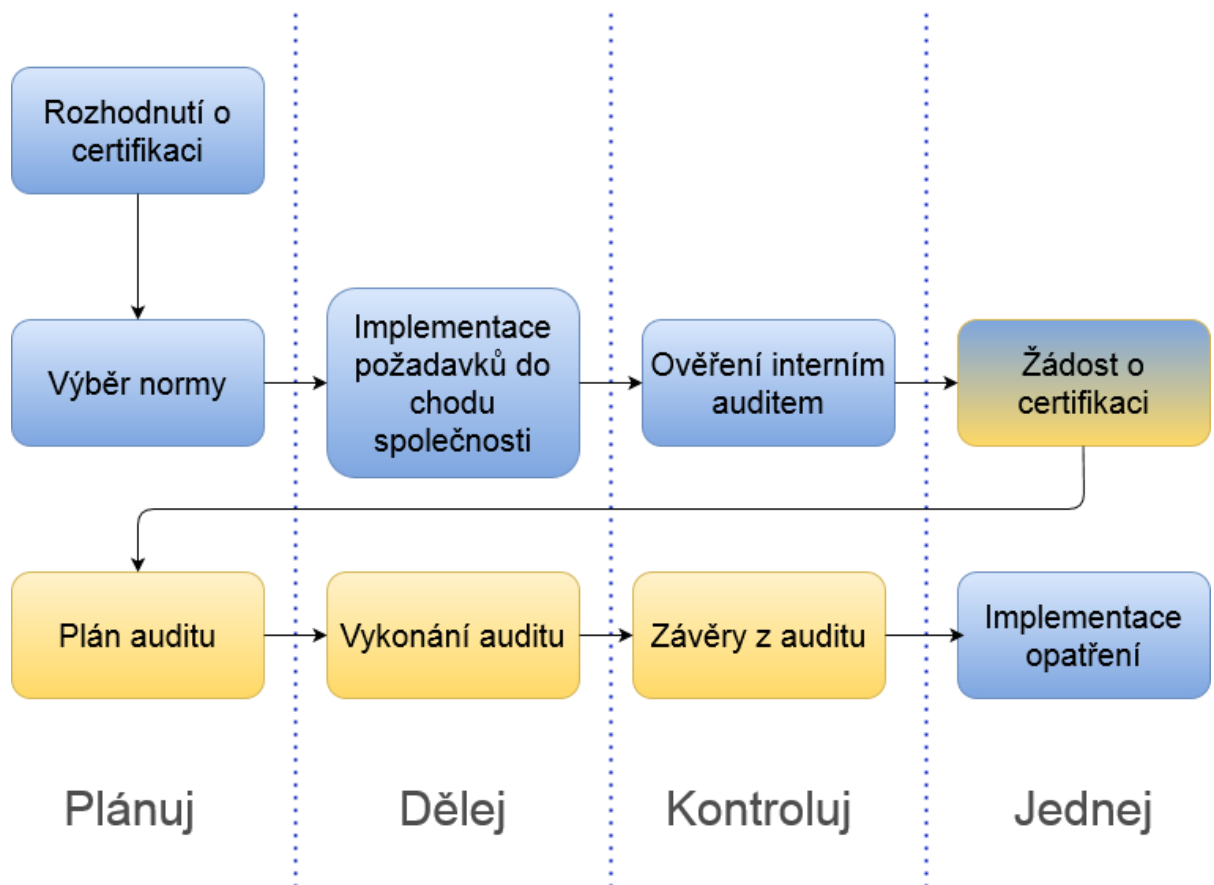 Rozhodnutí o
certifikaci
Výběr normy
Implementace
požadavků do
chodu
společnosti
Ověření interním
auditem
Žádost o
certifikaci
Plán auditu
Vykonání auditu
Závěry z auditu
Implementace
opatření
Plánuj
Dělej
Kontroluj
Jednej